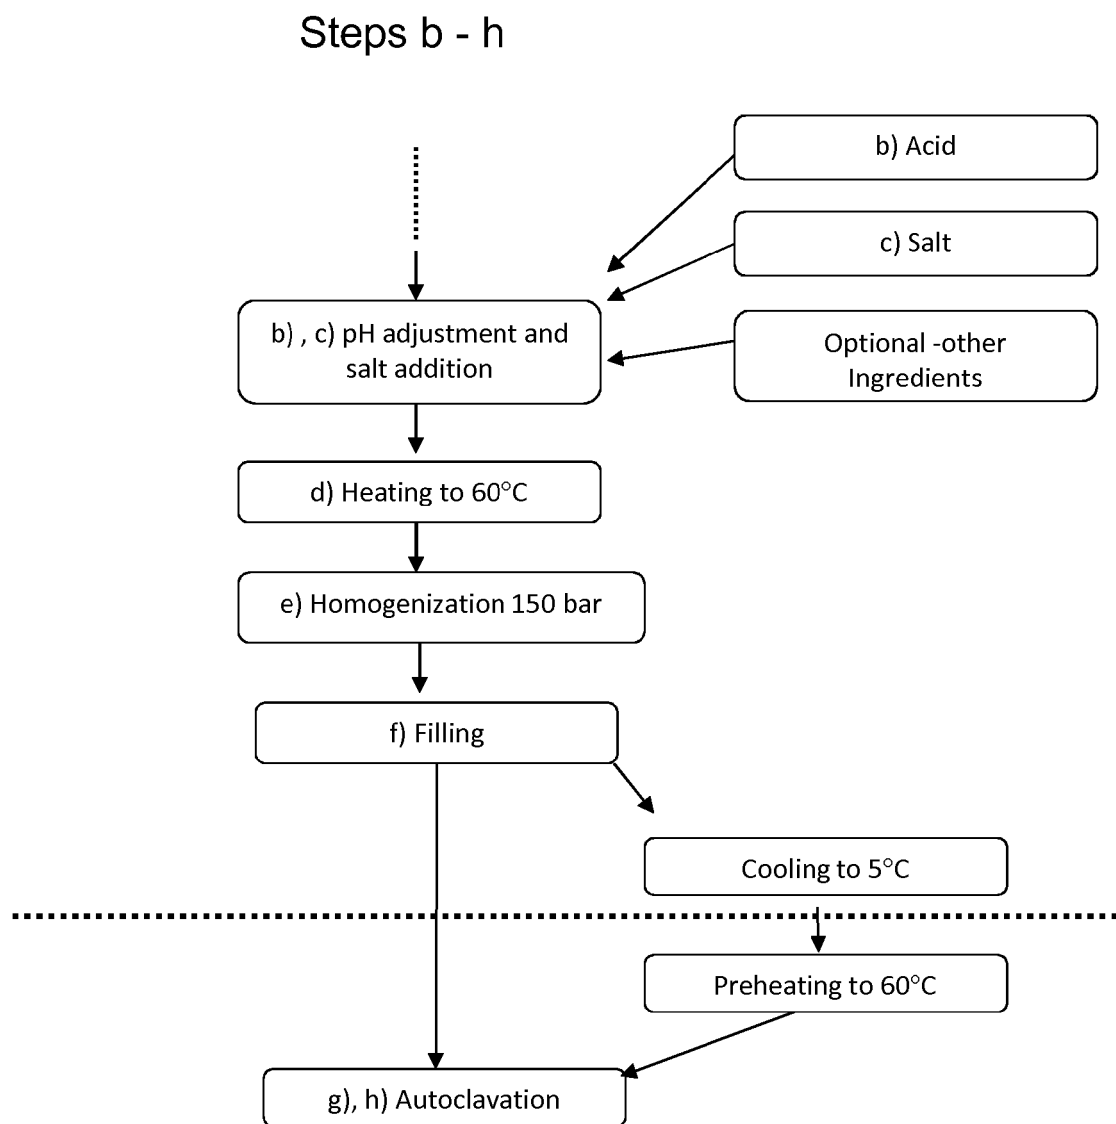 Steps b - h
b) Acid
c) Salt
b) , c) pH adjustment and
salt addition
Optional -other
Ingredients
d) Heating to 60°C
e) Homogenization 150 bar
f) Filling
Cooling to 5°C
Preheating to 60°C
g), h) Autoclavation